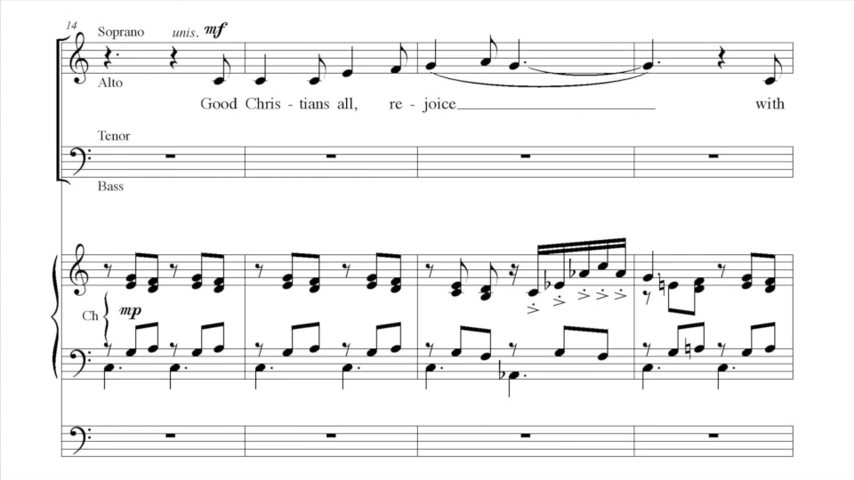 14
Soprano unis. mf
Alto
Good Chris - tians all, re - joice with
Tenor
Bass
mp
Ch